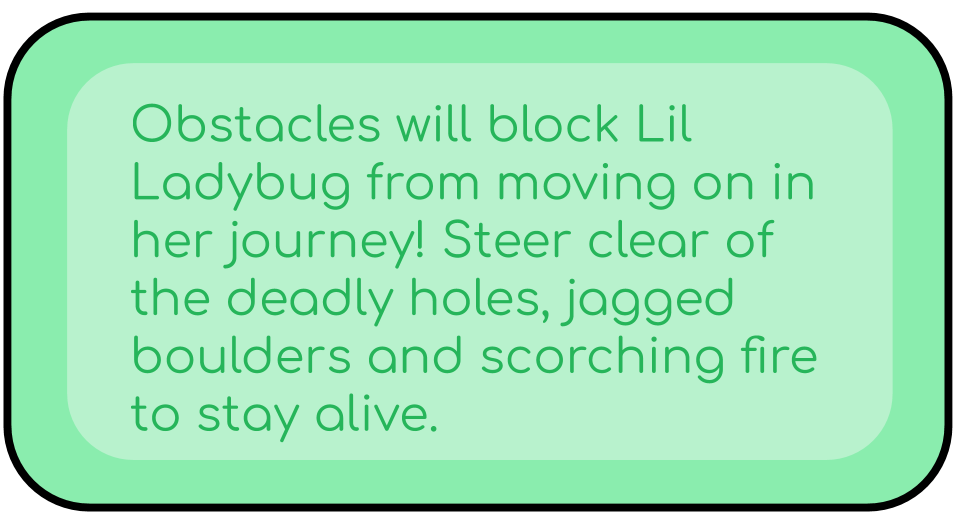 Obstacles will block Lil
Ladybug from moving on in
her journey! Steer clear of
the deadly holes, jagged
boulders and scorching fire
to stay alive.